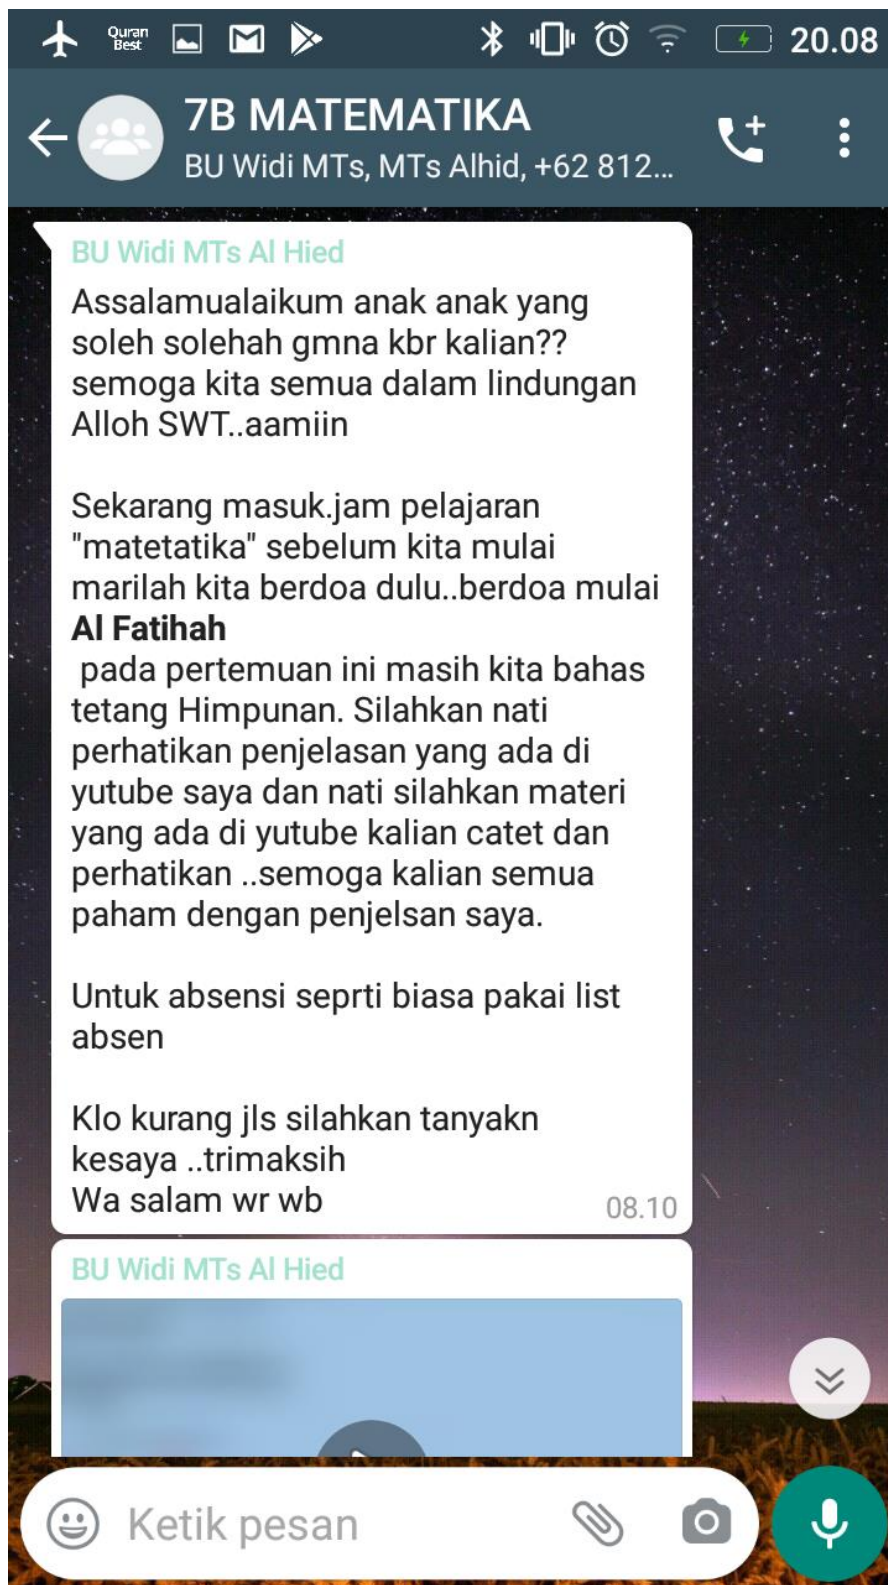 Quran
Best
20.08
7B MATEMATIKA
BU Widi MTs, MTs Alhid, +62 812...
BU Widi MTs Al Hied
Assalamualaikum anak anak yang
soleh solehah gmna kbr kalian??
semoga kita semua dalam lindungan
Alloh SWT..aamiin
Sekarang masuk.jam pelajaran
"matetatika" sebelum kita mulai
marilah kita berdoa dulu..berdoa mulai
Al Fatihah
pada pertemuan ini masih kita bahas
tetang Himpunan. Silahkan nati
perhatikan penjelasan yang ada di
yutube saya dan nati silahkan materi
yang ada di yutube kalian catet dan
perhatikan ..semoga kalian semua
paham dengan penjelsan saya.
Untuk absensi seprti biasa pakai list
absen
Klo kurang jls silahkan tanyakn
kesaya ..trimaksih
Wa salam wr wb
08.10
BU Widi MTs Al Hied
Ketik pesan